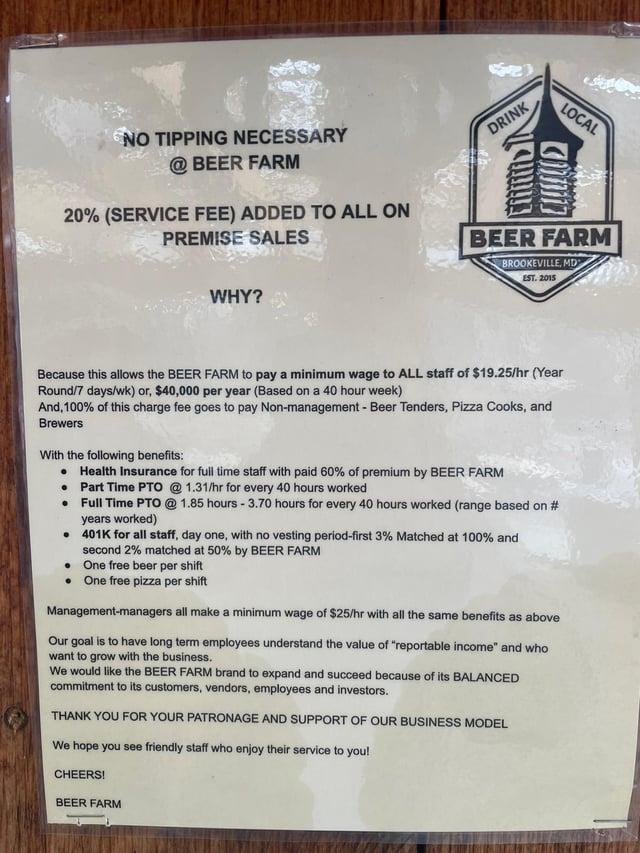 NO TIPPING NECESSARY
@ BEER FARM
20% (SERVICE FEE) ADDED TO ALL ON
PREMISE SALES
WHY?
DRINK LOCAL
BEER FARM
BROOKEVILLE, MD
EST. 2015
Because this allows the BEER FARM to pay a minimum wage to ALL staff of $19.25/hr (Year
Round/7 days/wk) or, $40,000 per year (Based on a 40 hour week)
And,100% of this charge fee goes to pay Non-management - Beer Tenders, Pizza Cooks, and
Brewers
With the following benefits:
• Health Insurance for full time staff with paid 60% of premium by BEER FARM
• Part Time PTO @ 1.31/hr for every 40 hours worked
• Full Time PTO @ 1.85 hours - 3.70 hours for every 40 hours worked (range based on #
years worked)
• 401K for all staff, day one, with no vesting period-first 3% Matched at 100% and
second 2% matched at 50% by BEER FARM
• One free beer per shift
• One free pizza per shift
Management-managers all make a minimum wage of $25/hr with all the same benefits as above
Our goal is to have long term employees understand the value of "reportable income" and who
want to grow with the business.
We would like the BEER FARM brand to expand and succeed because of its BALANCED
commitment to its customers, vendors, employees and investors.
THANK YOU FOR YOUR PATRONAGE AND SUPPORT OF OUR BUSINESS MODEL
We hope you see friendly staff who enjoy their service to you!
CHEERS!
BEER FARM